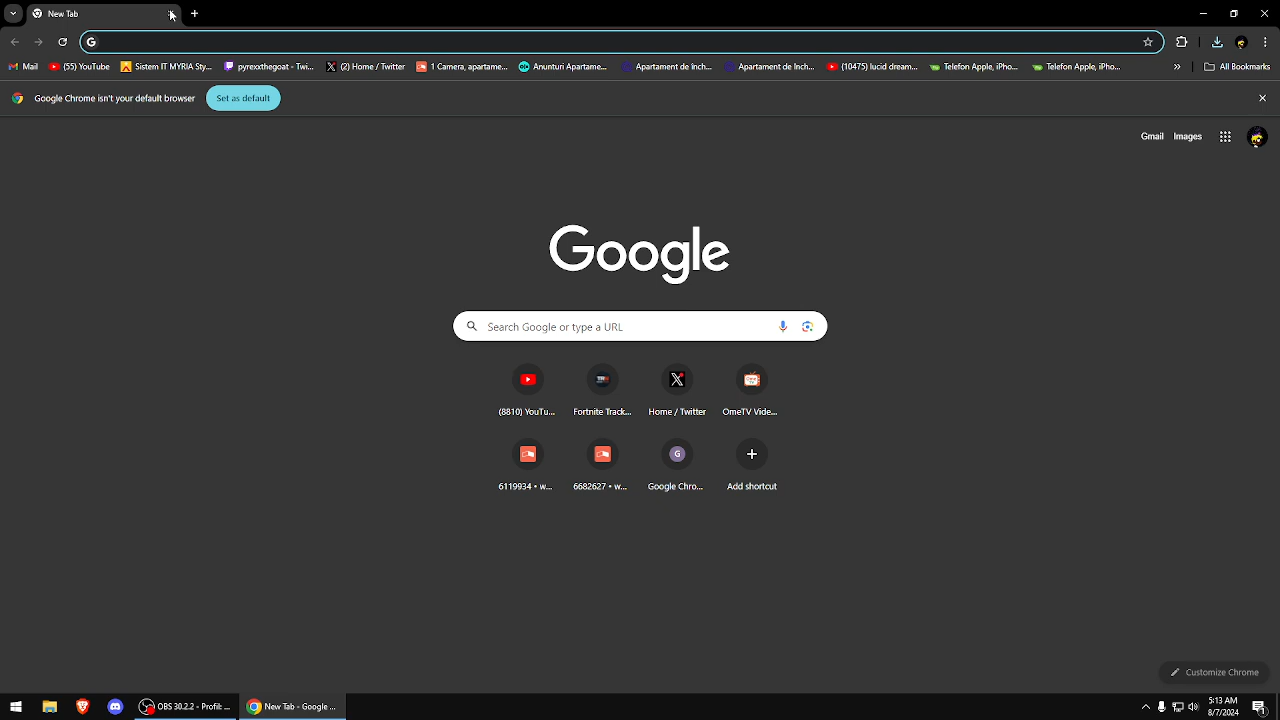 New Tab
Mail
(55) YouTube
Sistem IT MYRIA Sty...
pyrexxthegoat - Twi...
(2) Home / Twitter
1 Camera, apartame...
Anunturi Apartame...
Apartament de înch...
Apartament de înch...
(10475) lucid dream...
Telefon Apple, iPho...
Telefon Apple, iPho...
»
All Bookmarks
Google Chrome isn't your default browser
Set as default
Gmail
Images
Google
Search Google or type a URL
(8810) YouTu...
Fortnite Track...
Home / Twitter
OmeTV Vide...
6119934 • w...
6682627 • w...
G
Google Chro...
Add shortcut
Customize Chrome
OBS 30.2.2 - Profil: ...
New Tab - Google ...
5:13 AM
8/7/2024